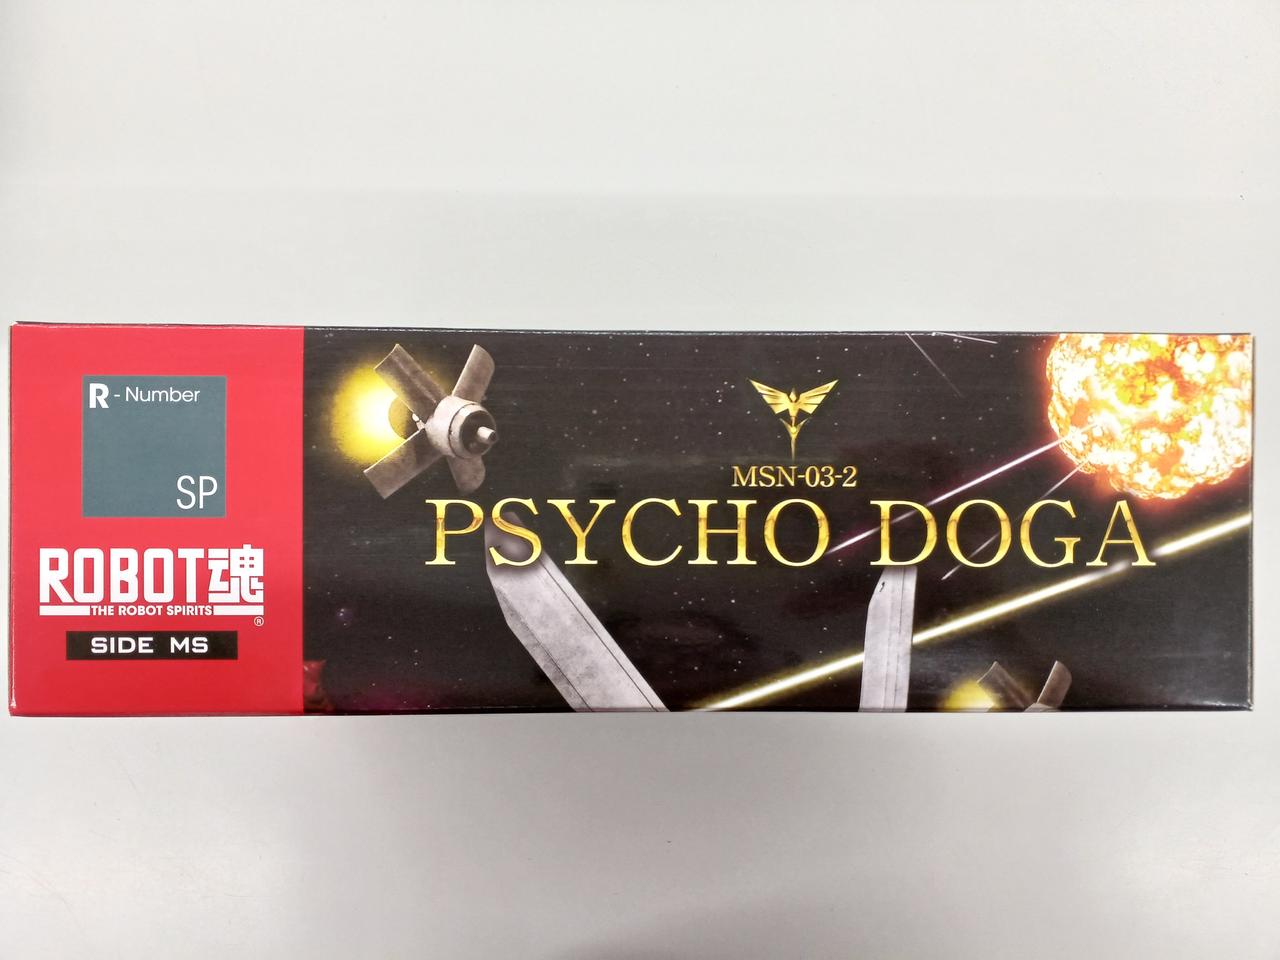 R - Number
SP
ROBOT魂
THE ROBOT SPIRITS
®
SIDE MS
MSN-03-2
PSYCHO DOGA